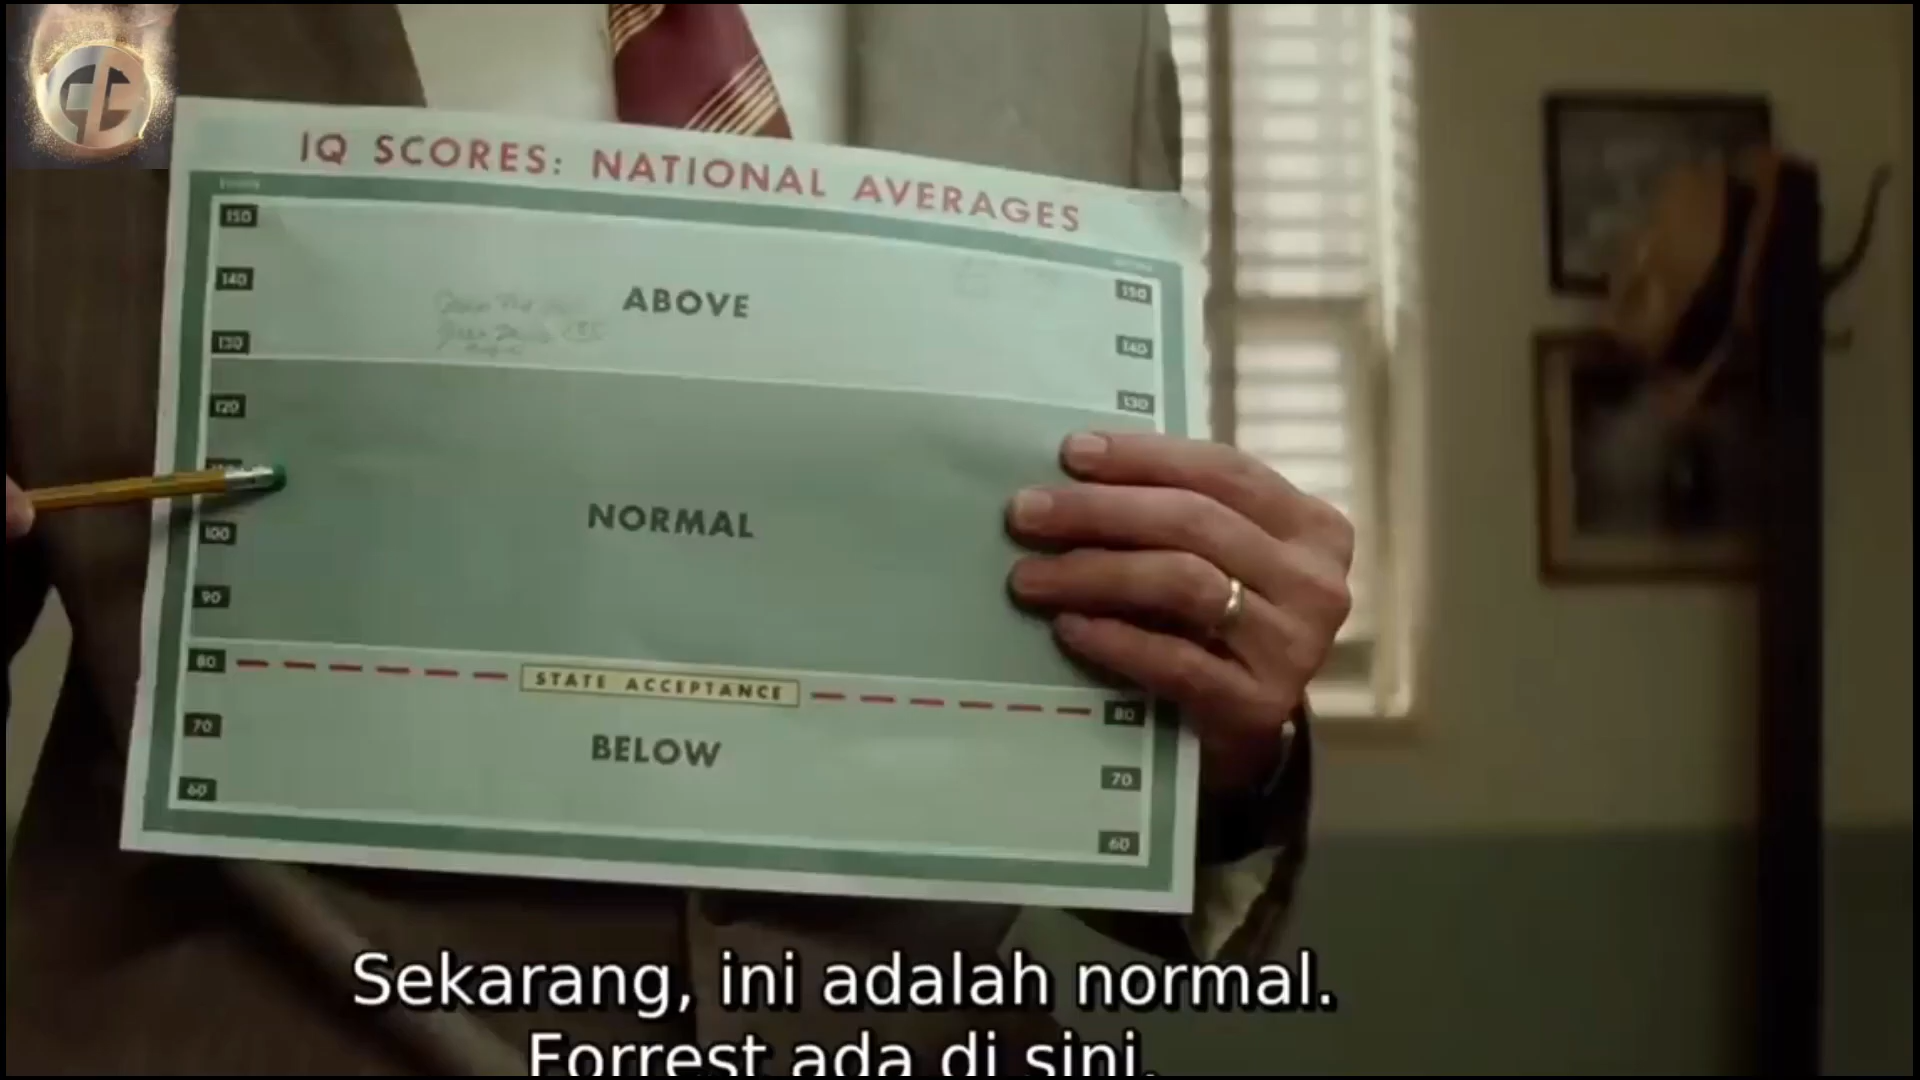 IQ SCORES: NATIONAL AVERAGES
150
140
ABOVE
150
130
140
120
130
100
NORMAL
90
80
STATE ACCEPTANCE
80
70
BELOW
70
60
60
Sekarang, ini adalah normal.
Forrest ada di sini.